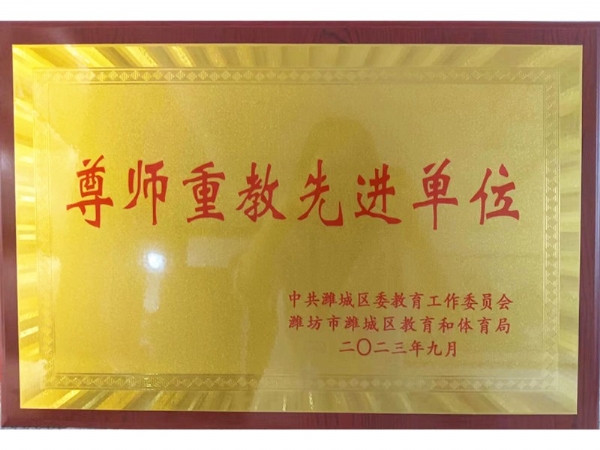 尊师重教先进单位
中共潍城区委教育工作委员会
潍坊市潍城区教育和体育局
二〇二三年九月